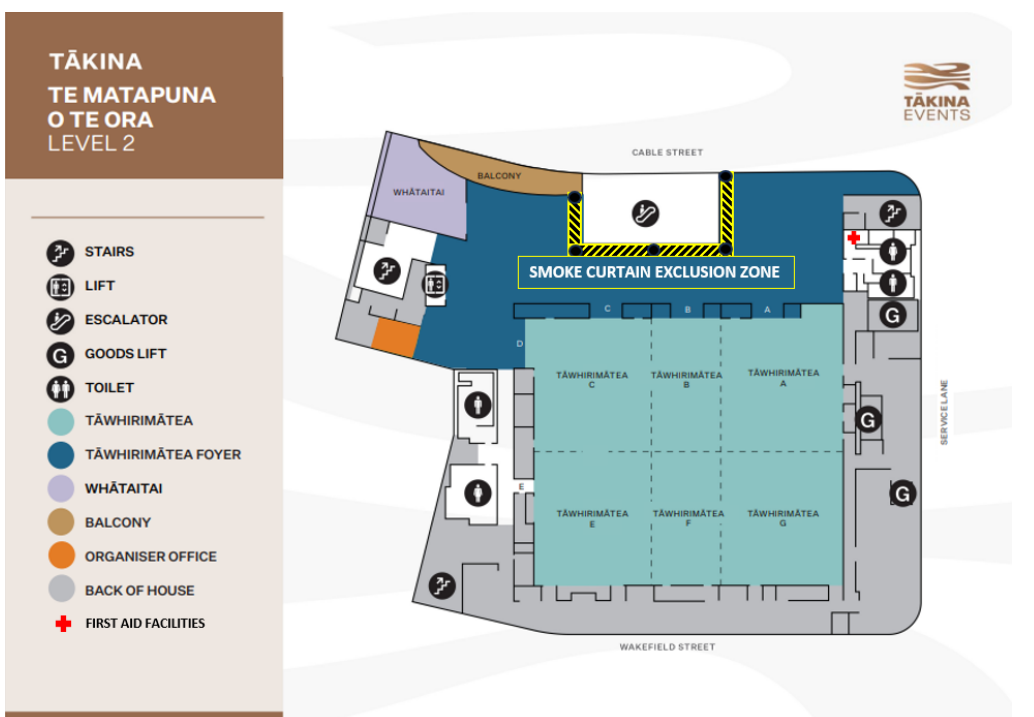 TĀKINA
TE MATAPUNA
O TE ORA
LEVEL 2
STAIRS
LIFT
ESCALATOR
G
GOODS LIFT
TOILET
TĀWHIRIMĀTEA
TĀWHIRIMĀTEA FOYER
WHĀTAITAI
BALCONY
ORGANISER OFFICE
BACK OF HOUSE
FIRST AID FACILITIES
TĀKINA
EVENTS
CABLE STREET
BALCONY
WHĀTAITAI
SMOKE CURTAIN EXCLUSION ZONE
C
B
A
G
D
TĀWHIRIMĀTEA
C
TĀWHIRIMĀTEA
B
TĀWHIRIMĀTEA
A
G
SERVICE LANE
E
G
TĀWHIRIMĀTEA
E
TĀWHIRIMĀTEA
F
TĀWHIRIMĀTEA
G
WAKEFIELD STREET